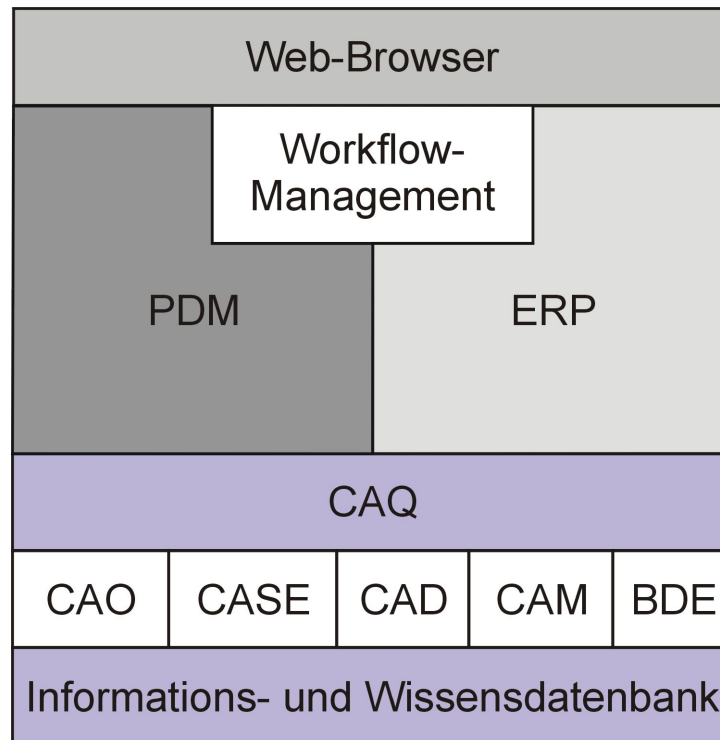 Web-Browser
Workflow-
Management
PDM
ERP
CAQ
CAO
CASE
CAD
CAM
BDE
Informations- und Wissensdatenbank